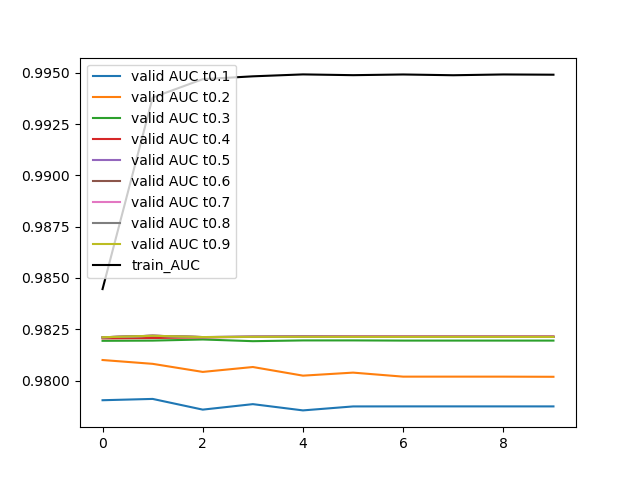 0.9950
0.9925
0.9900
0.9875
0.9850
0.9825
0.9800
valid AUC t0.1
valid AUC t0.2
valid AUC t0.3
valid AUC t0.4
valid AUC t0.5
valid AUC t0.6
valid AUC t0.7
valid AUC t0.8
valid AUC t0.9
train_AUC
0 2 4 6 8